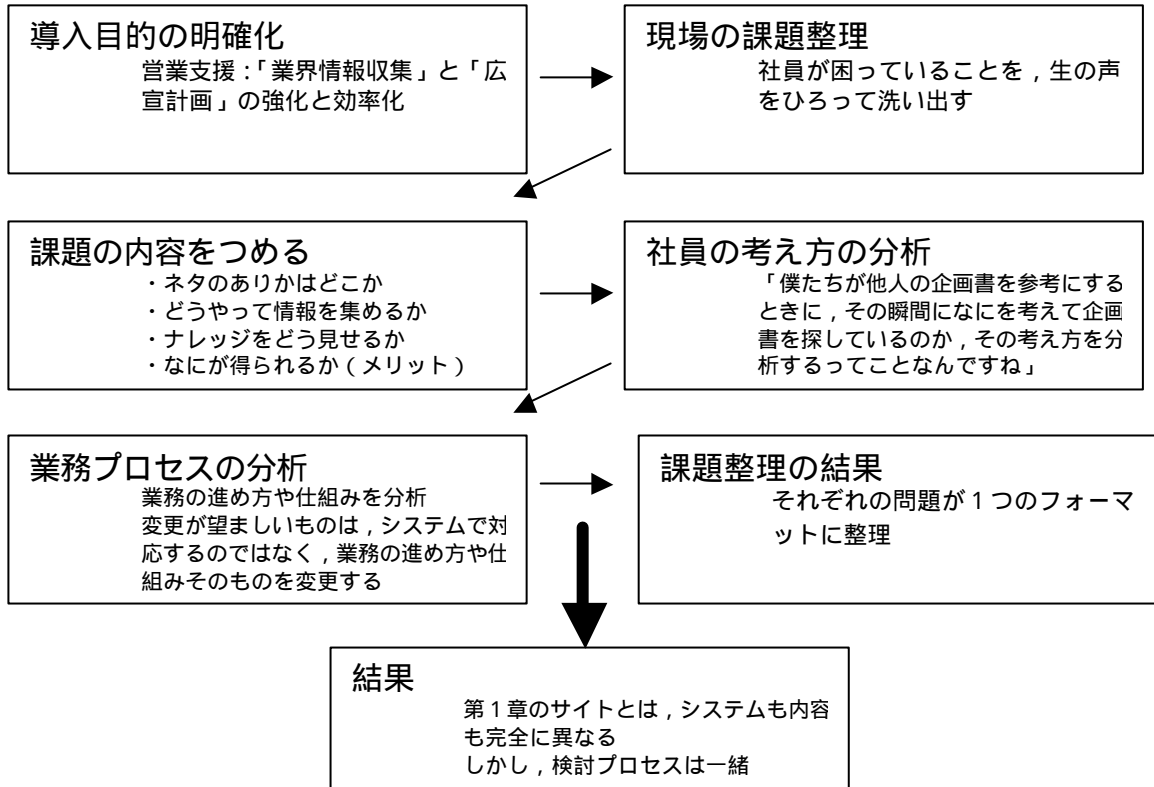 導入目的の明確化
営業支援:「業界情報収集」と「広
宣計画」の強化と効率化
現場の課題整理
社員が困っていることを,生の声
をひろって洗い出す
課題の内容をつめる
・ネタのありかはどこか
・どうやって情報を集めるか
・ナレッジをどう見せるか
・なにが得られるか(メリット)
社員の考え方の分析
「僕たちが他人の企画書を参考にする
ときに,その瞬間になにを考えて企画
書を探しているのか,その考え方を分
析するってことなんですね」
業務プロセスの分析
業務の進め方や仕組みを分析
変更が望ましいものは,システムで対
応するのではなく,業務の進め方や仕
組みそのものを変更する
課題整理の結果
それぞれの問題が1つのフォーマ
ットに整理
結果
第1章のサイトとは,システムも内容
も完全に異なる
しかし,検討プロセスは一緒